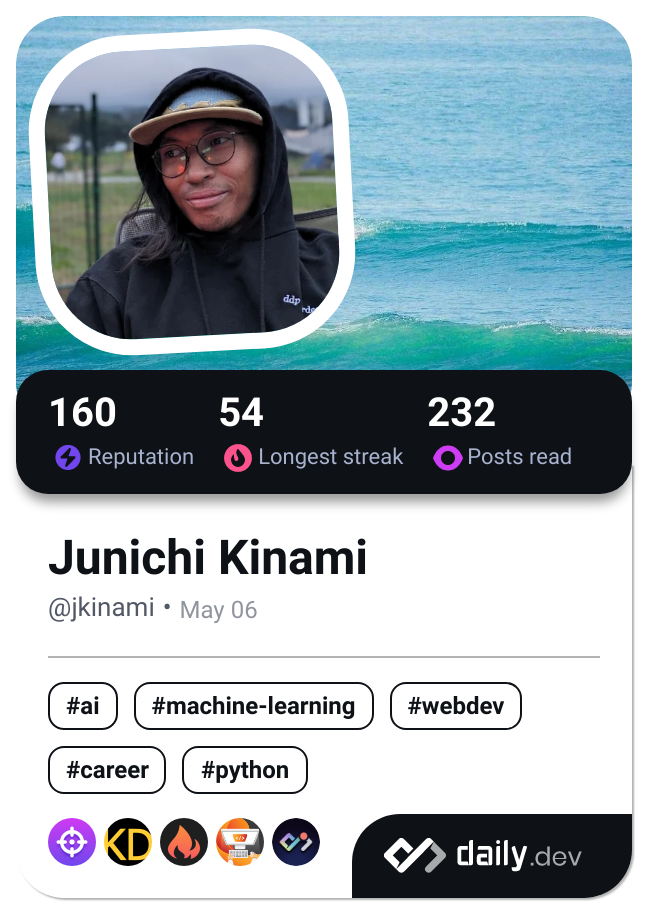 ddp
160 54 232
Reputation Longest streak Posts read
Junichi Kinami
@jkinami • May 06
#ai #machine-learning #webdev
#career #python
KD
daily.dev